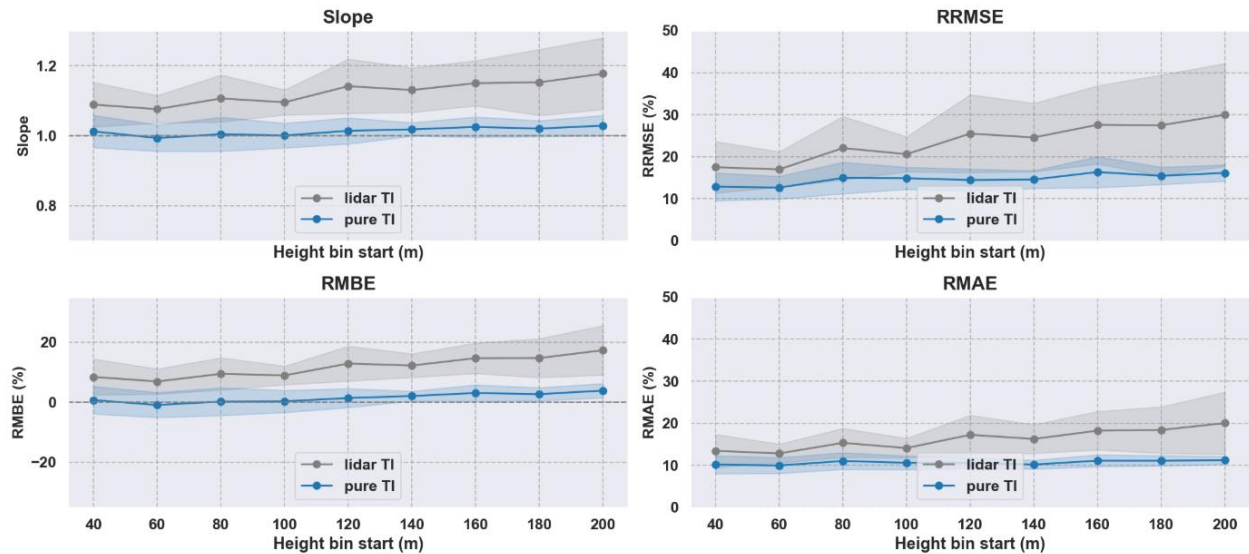 Slope
1.2
1.0
0.8
Slope
lidar TI
pure TI
Height bin start (m)
RRMSE
50
40
30
20
10
0
RRMSE (%)
lidar TI
pure TI
Height bin start (m)
RMBE
20
0
−20
RMBE (%)
lidar TI
pure TI
40 60 80 100 120 140 160 180 200
Height bin start (m)
RMAE
50
40
30
20
10
0
RMAE (%)
lidar TI
pure TI
40 60 80 100 120 140 160 180 200
Height bin start (m)